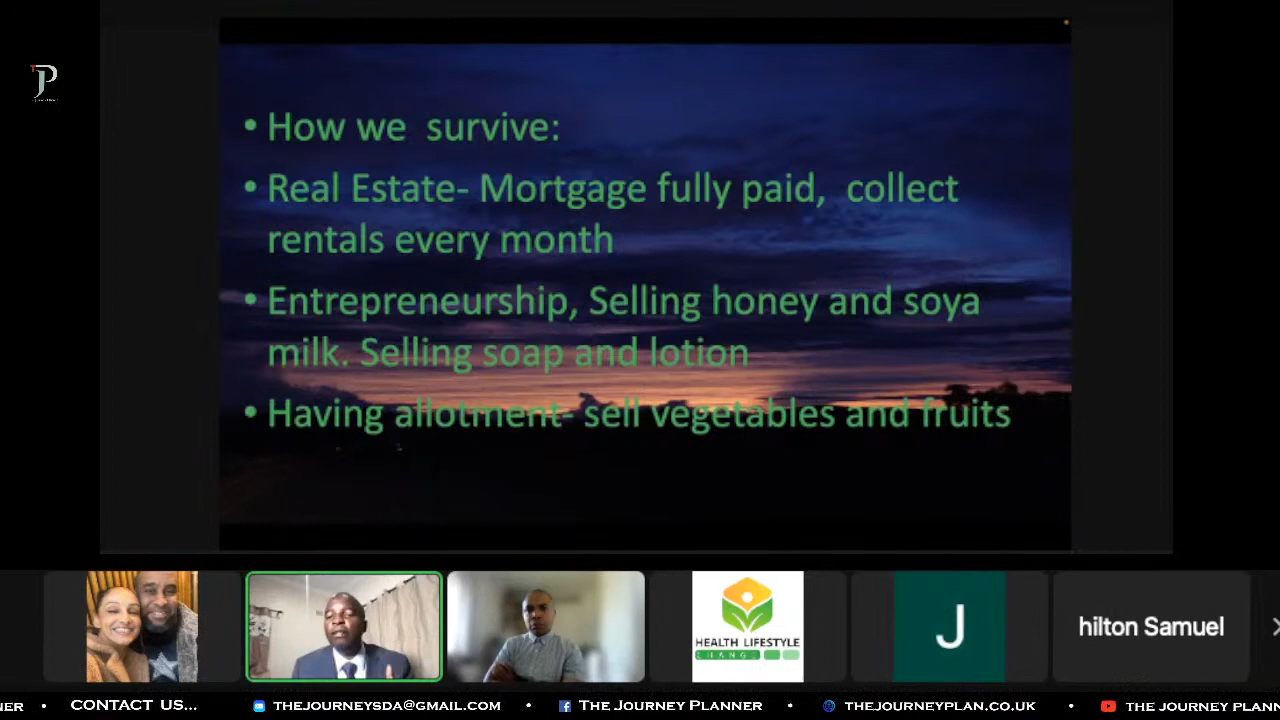 • How we  survive:
• Real Estate- Mortgage fully paid,  collect
rentals every month
• Entrepreneurship, Selling honey and soya
milk. Selling soap and lotion
• Having allotment- sell vegetables and fruits
HEALTH LIFESTYLE
CHANGE
J
hilton Samuel
NER • CONTACT US... THEJOURNEYSDA@GMAIL.COM • THE JOURNEY PLANNER • THEJOURNEYPLAN.CO.UK • THE JOURNEY PLANN